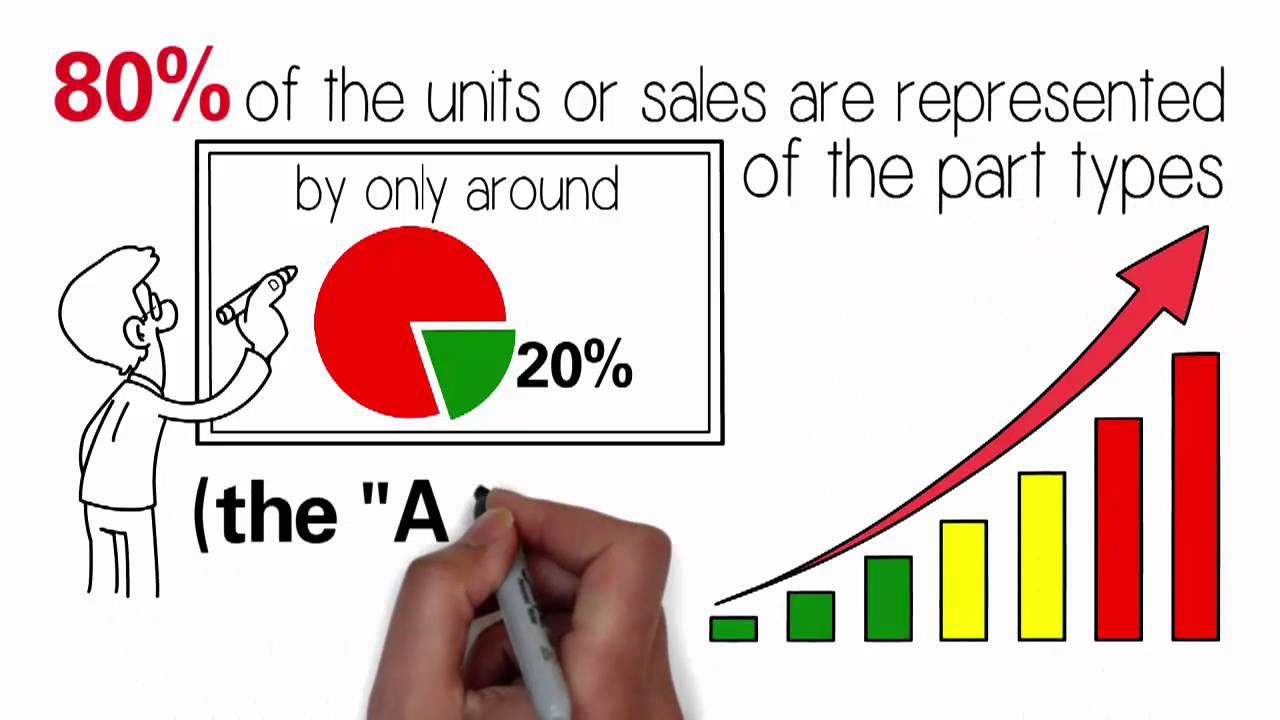 80% of the units or sales are represented
by only around
20%
of the part types
(the "A